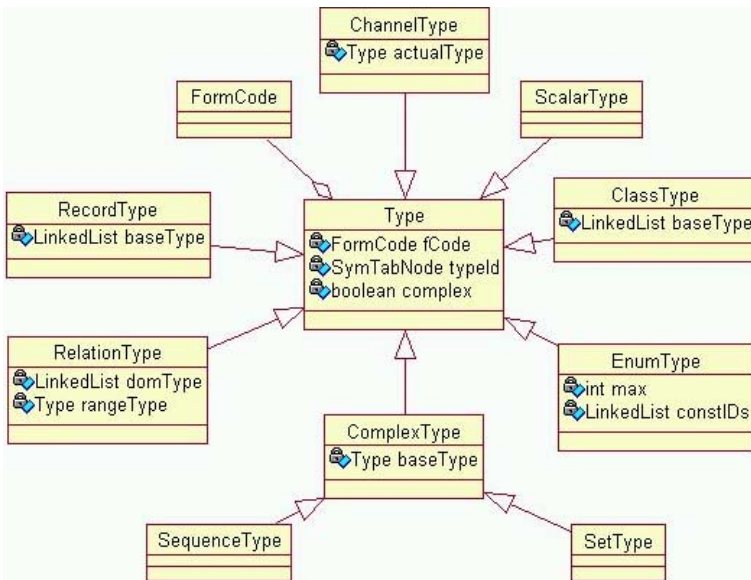 ChannelType
Type actualType
FormCode
ScalarType
RecordType
LinkedList baseType
Type
FormCode fCode
SymTabNode typeId
boolean complex
ClassType
LinkedList baseType
RelationType
LinkedList domType
Type rangeType
EnumType
int max
LinkedList constIDs
ComplexType
Type baseType
SequenceType
SetType